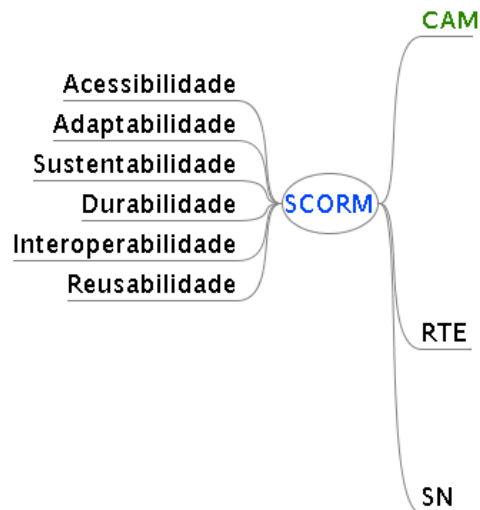 CAM
Acessibilidade
Adaptabilidade
Sustentabilidade
Durabilidade
SCORM
Interoperabilidade
Reusabilidade
RTE
SN